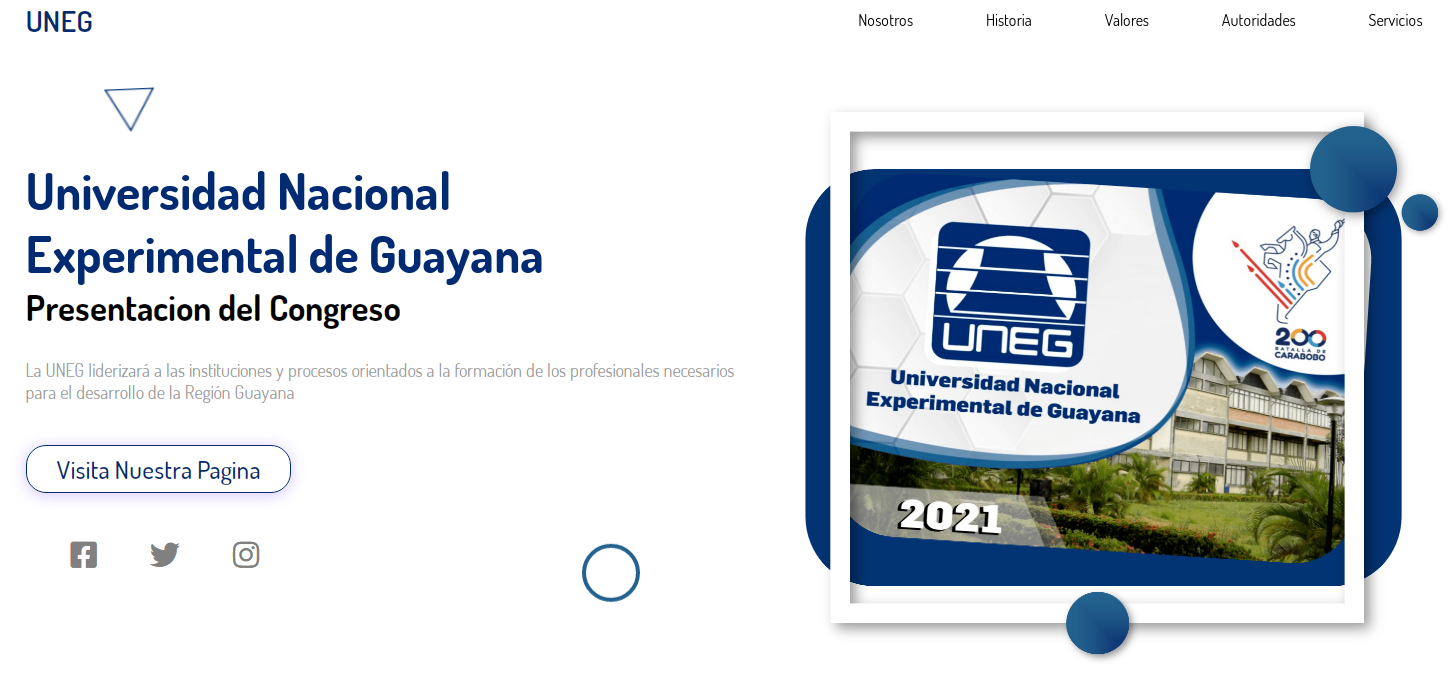 UNEG
Nosotros Historia Valores Autoridades Servicios
Universidad Nacional
Experimental de Guayana
Presentacion del Congreso
La UNEG liderizará a las instituciones y procesos orientados a la formación de los profesionales necesarios
para el desarrollo de la Región Guayana
Visita Nuestra Pagina
UNEG
Universidad Nacional
Experimental de Guayana
2021
200
BATALLA DE
CARABOBO